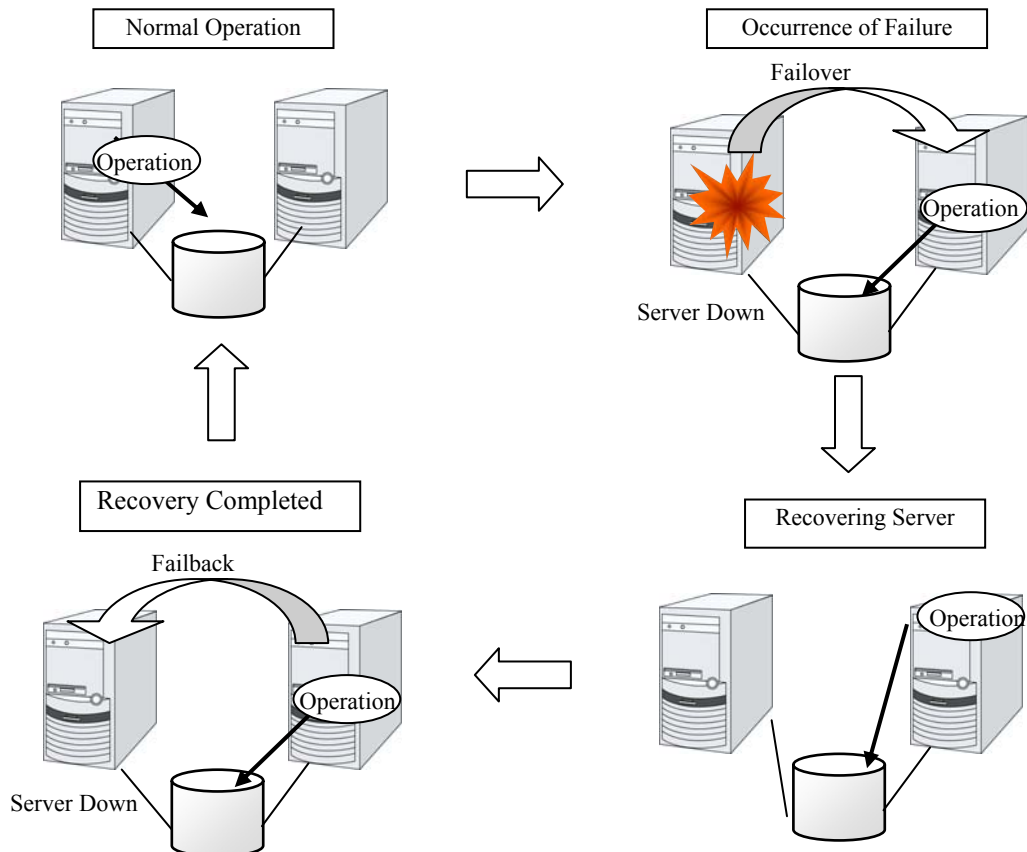 Normal Operation
Occurrence of Failure
Failover
Operation
Operation
Server Down
Recovery Completed
Recovering Server
Failback
Operation
Operation
Server Down